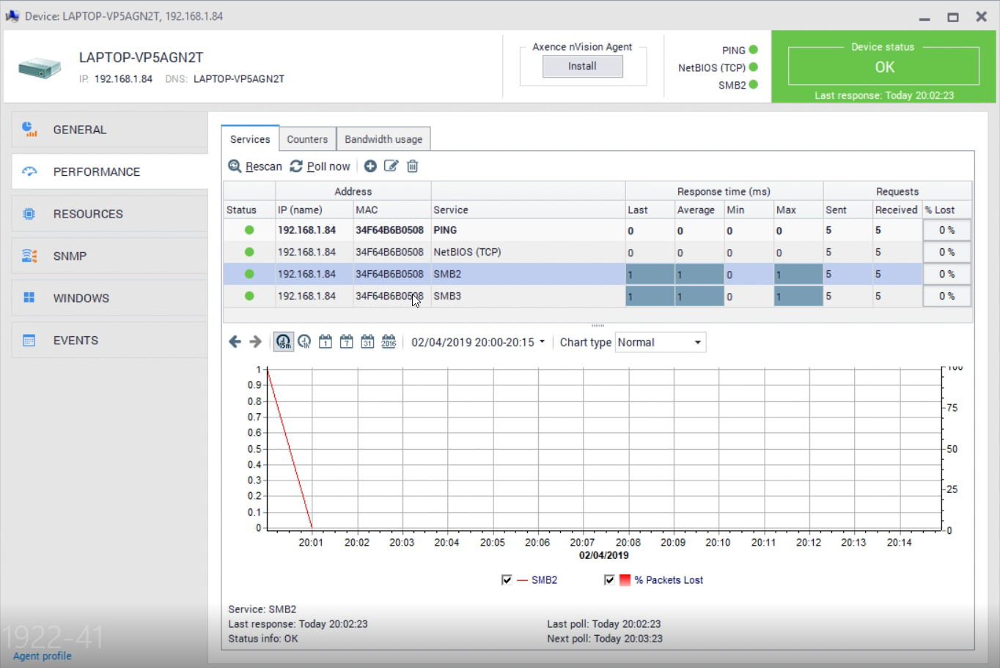 Device: LAPTOP-VP5AGN2T, 192.168.1.84
LAPTOP-VP5AGN2T
IP: 192.168.1.84 DNS: LAPTOP-VP5AGN2T
Axence nVision Agent
Install
PING
NetBIOS (TCP)
SMB2
Device status
OK
Last response: Today 20:02:23
GENERAL
PERFORMANCE
RESOURCES
SNMP
WINDOWS
EVENTS
Services Counters Bandwidth usage
Rescan Poll now
Address Response time (ms) Requests
Status IP (name) MAC Service Last Average Min Max Sent Received % Lost
192.168.1.84 34F64B6B0508 PING 0 0 0 0 5 5 0 %
192.168.1.84 34F64B6B0508 NetBIOS (TCP) 0 0 0 0 5 5 0 %
192.168.1.84 34F64B6B0508 SMB2 1 1 0 1 5 5 0 %
192.168.1.84 34F64B6B0508 SMB3 1 1 0 1 5 5 0 %
15m 1h 1 7 31 2016 02/04/2019 20:00-20:15 Chart type Normal
1 100
0.9
0.8
0.7 75
0.6
0.5 50
0.4
0.3
0.2 25
0.1
0 0
20:01 20:02 20:03 20:04 20:05 20:06 20:07 20:08 20:09 20:10 20:11 20:12 20:13 20:14
02/04/2019
SMB2 % Packets Lost
Service: SMB2
Last response: Today 20:02:23 Last poll: Today 20:02:23
Status info: OK Next poll: Today 20:03:23
1922-41
Agent profile